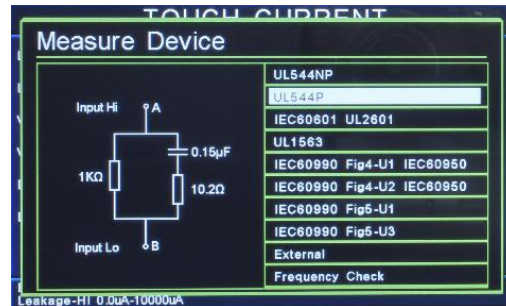 TOUCH CURRENT
Measure Device
UL544NP
UL544P
IEC60601 UL2601
UL1563
IEC60990 Fig4-U1 IEC60950
IEC60990 Fig4-U2 IEC60950
IEC60990 Fig5-U1
IEC60990 Fig5-U3
External
Frequency Check
Input Hi
A
0.15µF
1KΩ
10.2Ω
Input Lo
B
Leakage-HI 0.0uA-10000uA